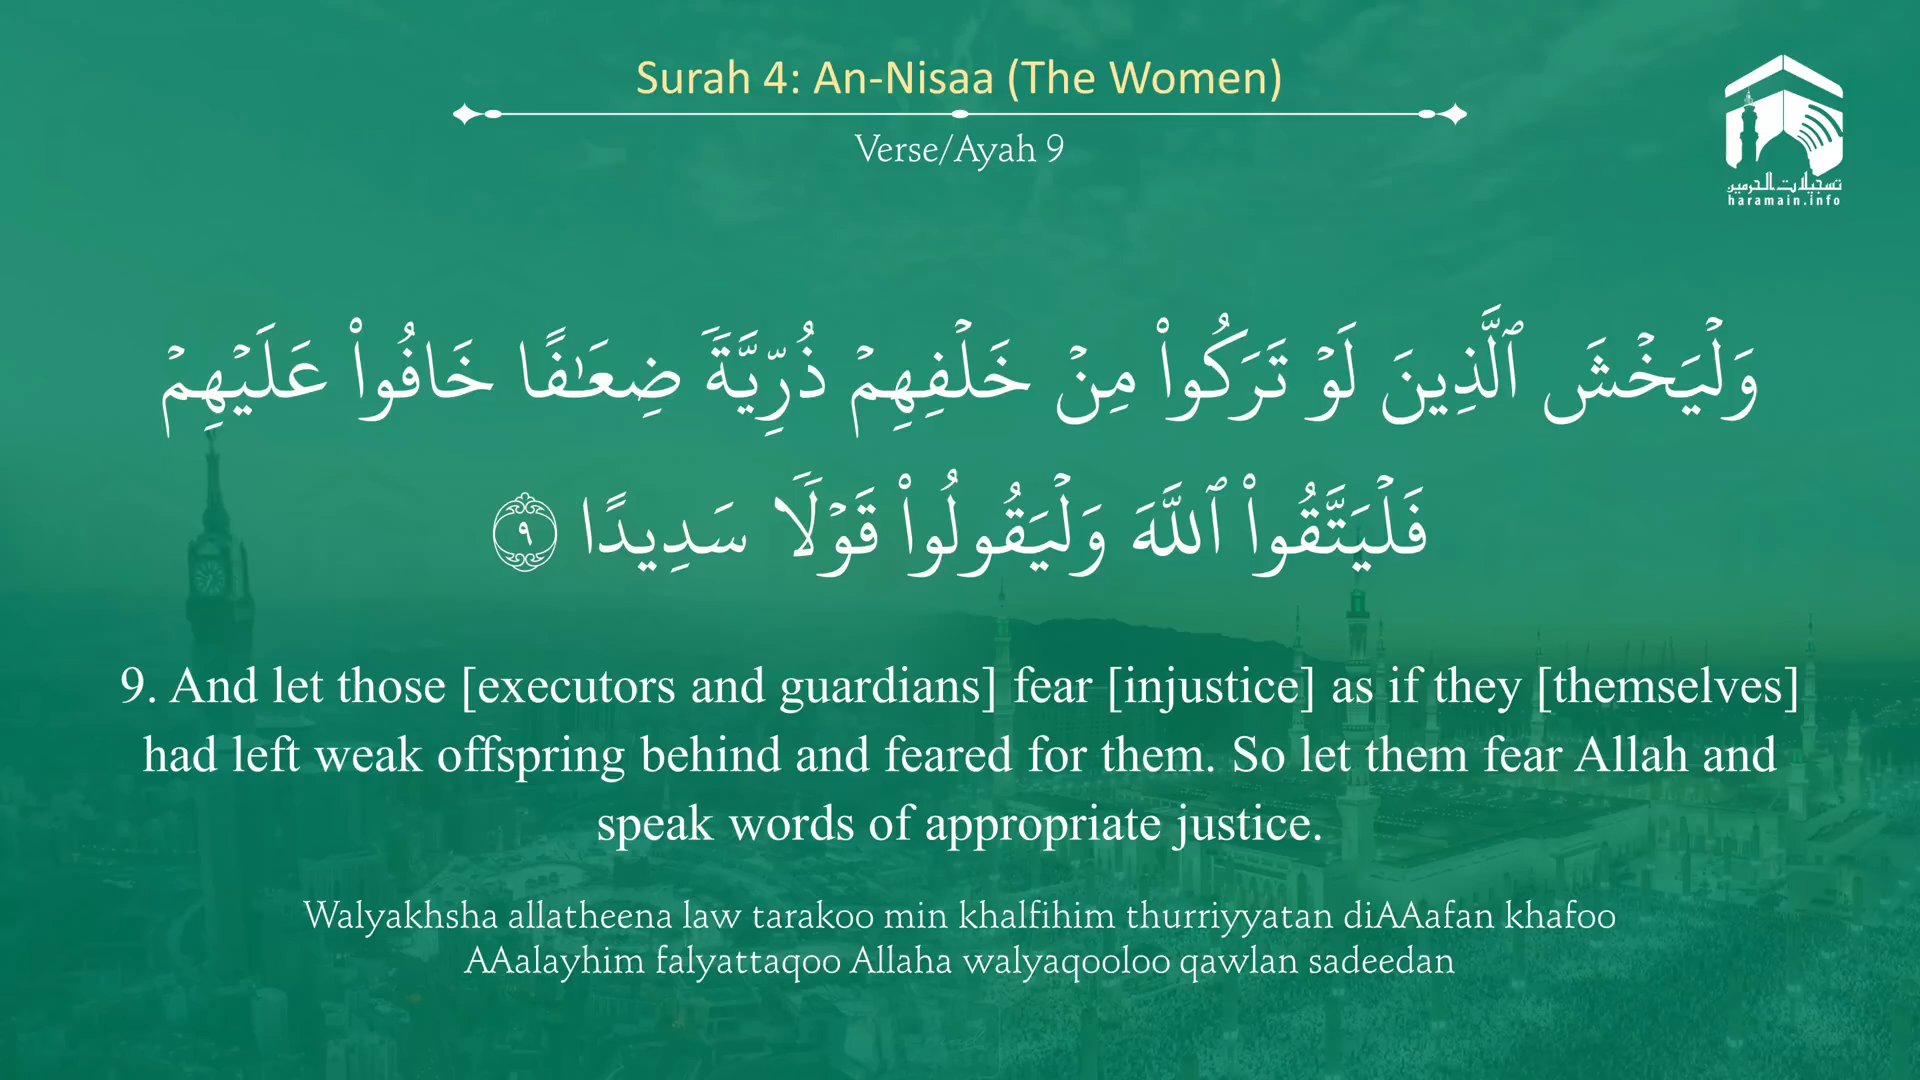 Surah 4: An-Nisaa (The Women)
Verse/Ayah 9
تسجيلات الحرمين
haramain.info
وَلۡيَخۡشَ ٱلَّذِينَ لَوۡ تَرَكُواْ مِنۡ خَلۡفِهِمۡ ذُرِّيَّةٗ ضِعَٰفًا خَافُواْ عَلَيۡهِمۡ
فَلۡيَتَّقُواْ ٱللَّهَ وَلۡيَقُولُواْ قَوۡلٗا سَدِيدًا ٩
9. And let those [executors and guardians] fear [injustice] as if they [themselves]
had left weak offspring behind and feared for them. So let them fear Allah and
speak words of appropriate justice.
Walyakhsha allatheena law tarakoo min khalfihim thurriyyatan diAAafan khafoo
AAalayhim falyattaqoo Allaha walyaqooloo qawlan sadeedan